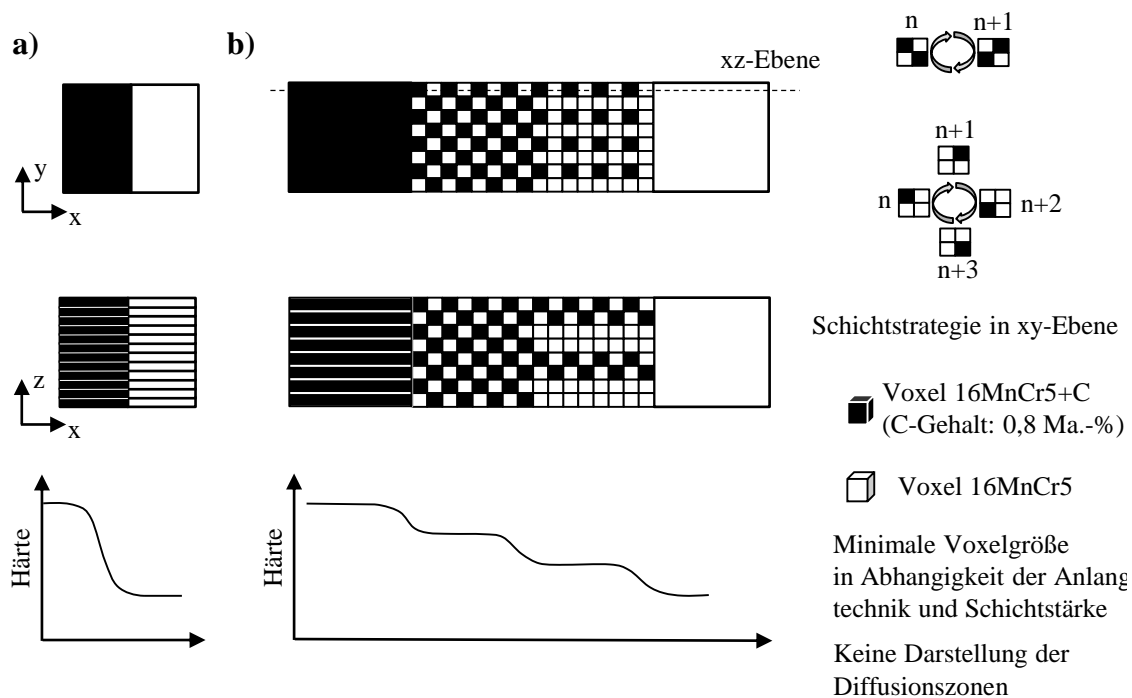 a)
b)
n
n+1
xz-Ebene
y
x
n+1
n
n+2
n+3
Schichtstrategie in xy-Ebene
z
x
Voxel 16MnCr5+C
(C-Gehalt: 0,8 Ma.-%)
Voxel 16MnCr5
Härte
Härte
Minimale Voxelgröße
in Abhangigkeit der Anlang
technik und Schichtstärke
Keine Darstellung der
Diffusionszonen